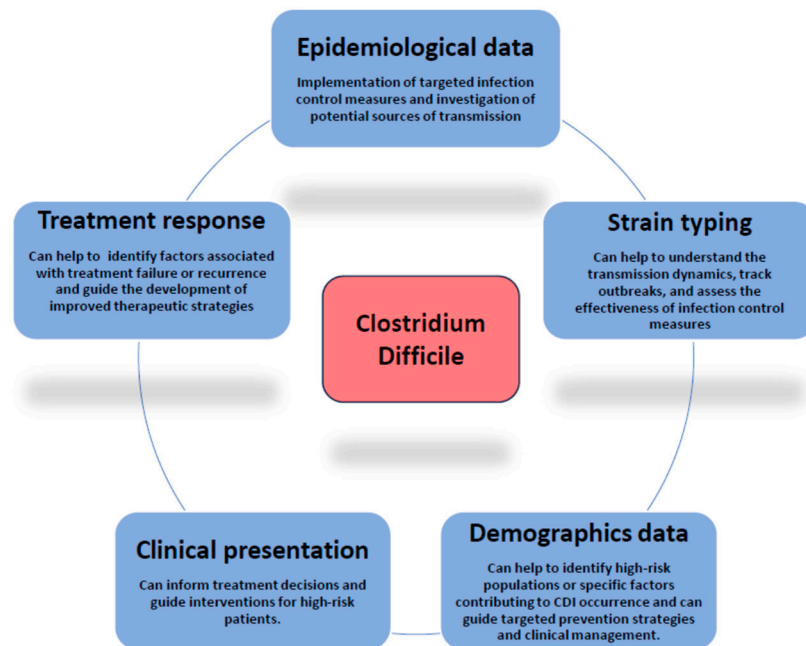 Epidemiological data
Implementation of targeted infection
control measures and investigation of
potential sources of transmission
Treatment response
Can help to identify factors associated
with treatment failure or recurrence
and guide the development of
improved therapeutic strategies
Strain typing
Can help to understand the
transmission dynamics, track
outbreaks, and assess the
effectiveness of infection control
measures
Clostridium
Difficile
Clinical presentation
Can inform treatment decisions and
guide interventions for high-risk
patients.
Demographics data
Can help to identify high-risk
populations or specific factors
contributing to CDI occurrence and can
guide targeted prevention strategies
and clinical management.